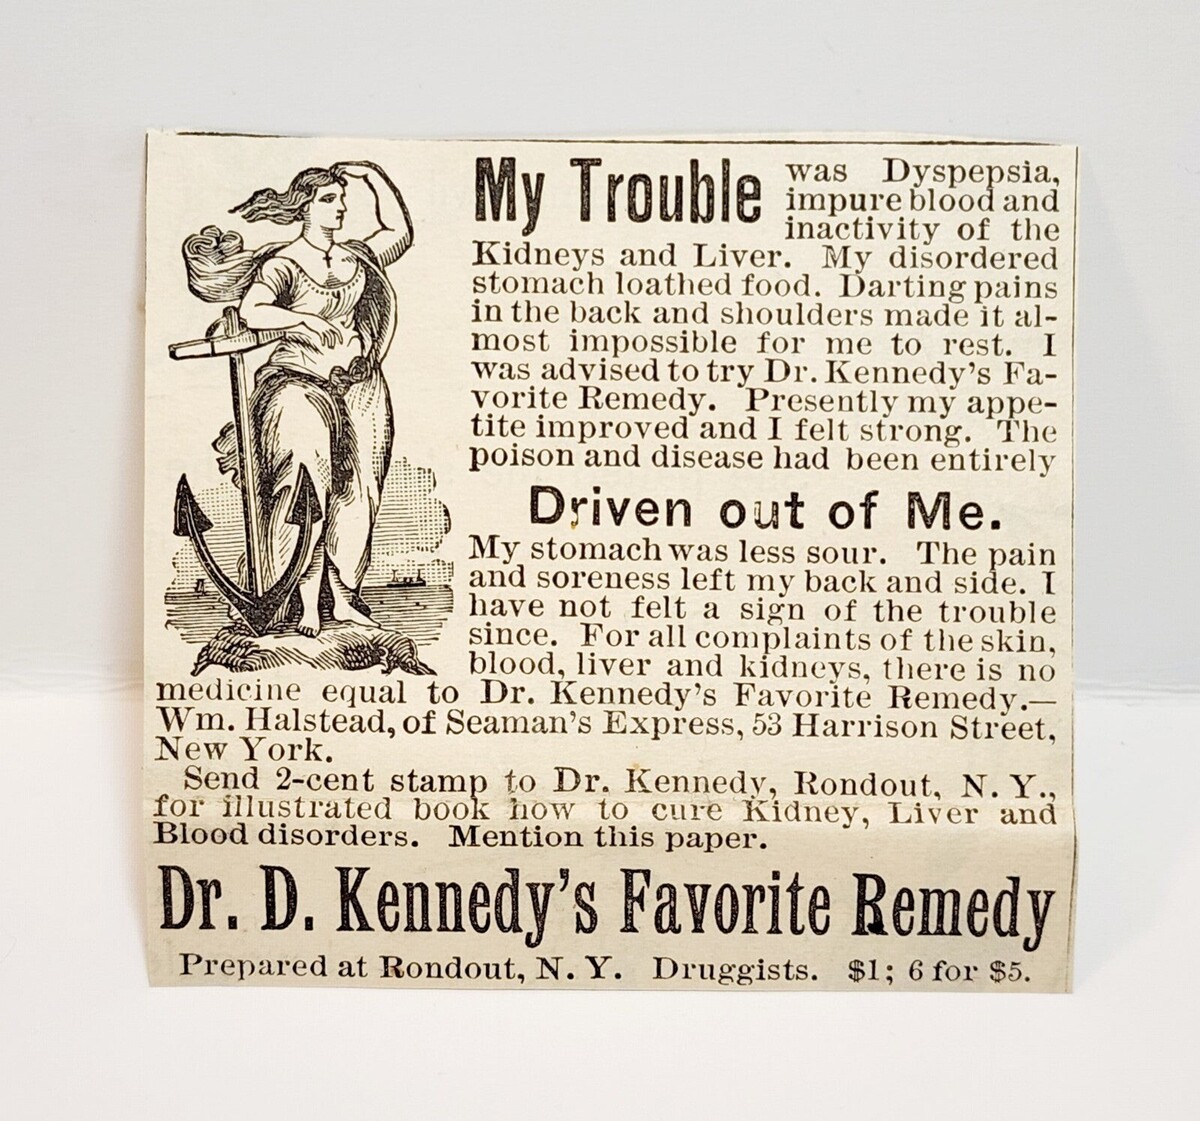 My Trouble was Dyspepsia,
impure blood and
inactivity of the
Kidneys and Liver. My disordered
stomach loathed food. Darting pains
in the back and shoulders made it al-
most impossible for me to rest. I
was advised to try Dr. Kennedy's Fa-
vorite Remedy. Presently my appe-
tite improved and I felt strong. The
poison and disease had been entirely
Driven out of Me.
My stomach was less sour. The pain
and soreness left my back and side. I
have not felt a sign of the trouble
since. For all complaints of the skin,
blood, liver and kidneys, there is no
medicine equal to Dr. Kennedy's Favorite Remedy.—
Wm. Halstead, of Seaman's Express, 53 Harrison Street,
New York.
Send 2-cent stamp to Dr. Kennedy, Rondout, N. Y.,
for illustrated book how to cure Kidney, Liver and
Blood disorders. Mention this paper.
Dr. D. Kennedy's Favorite Remedy
Prepared at Rondout, N. Y. Druggists. $1; 6 for $5.